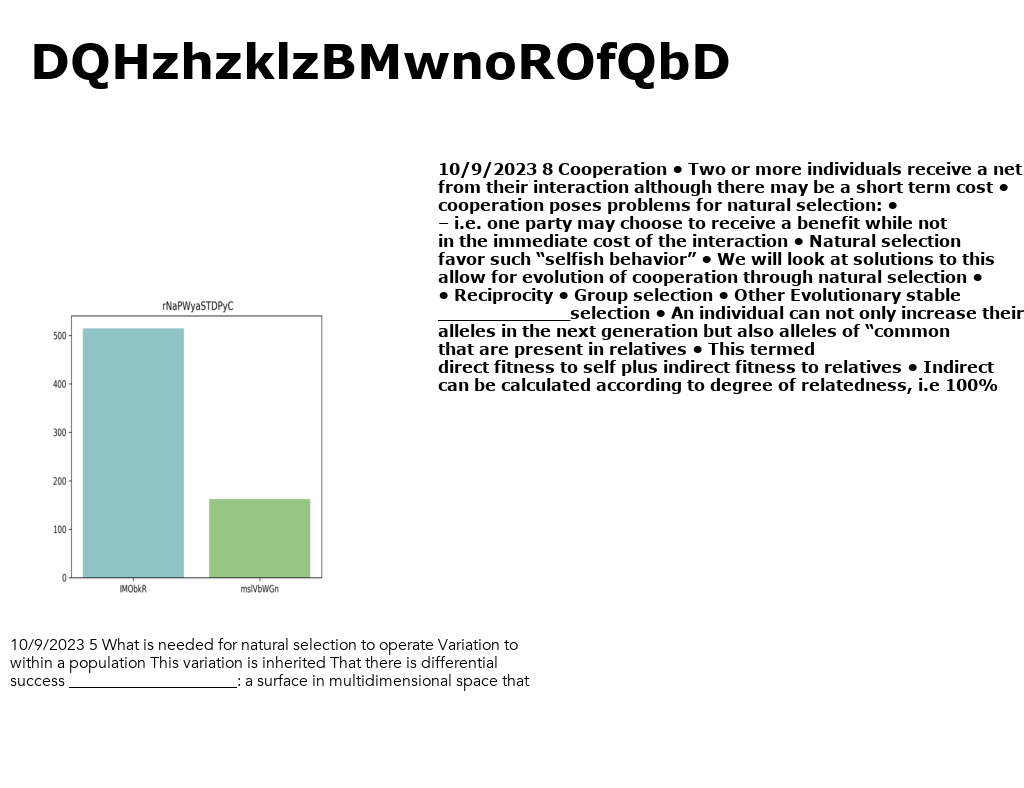 DQHzhzklzBMwnoROfQbD
10/9/2023 8 Cooperation ● Two or more individuals receive a net
from their interaction although there may be a short term cost ●
cooperation poses problems for natural selection: ●
– i.e. one party may choose to receive a benefit while not
in the immediate cost of the interaction ● Natural selection
favor such “selfish behavior” ● We will look at solutions to this
allow for evolution of cooperation through natural selection ●
● Reciprocity ● Group selection ● Other Evolutionary stable
________________selection ● An individual can not only increase their
alleles in the next generation but also alleles of “common
that are present in relatives ● This termed
direct fitness to self plus indirect fitness to relatives ● Indirect
can be calculated according to degree of relatedness, i.e 100%
rNaPWyaSTDPyC
500
400
300
200
100
0
lMObkR mslVbWGn
10/9/2023 5 What is needed for natural selection to operate Variation to
within a population This variation is inherited That there is differential
success _____________________: a surface in multidimensional space that